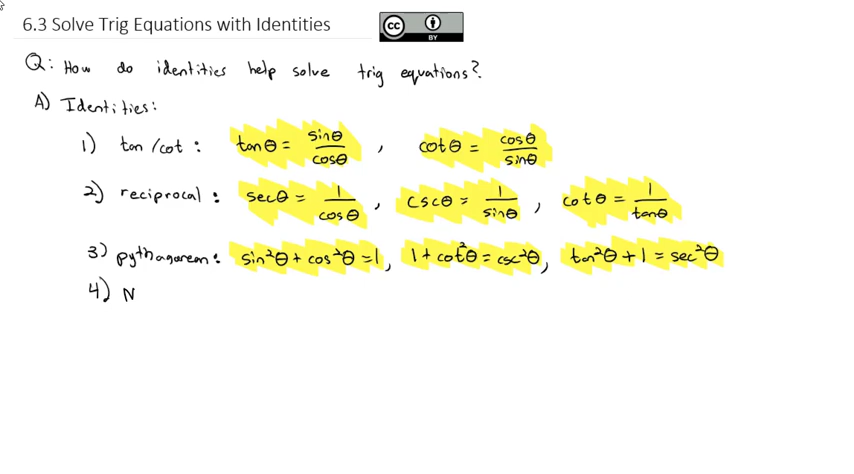 6.3 Solve Trig Equations with Identities
cc BY
Q: How do identities help solve trig equations?
A) Identities:
1) tan/cot: tanθ = sinθ/cosθ, cotθ = cosθ/sinθ
2) reciprocal: secθ = 1/cosθ, cscθ = 1/sinθ, cotθ = 1/tanθ
3) pythagorean: sin²θ + cos²θ = 1, 1 + cot²θ = csc²θ, tan²θ + 1 = sec²θ
4) N